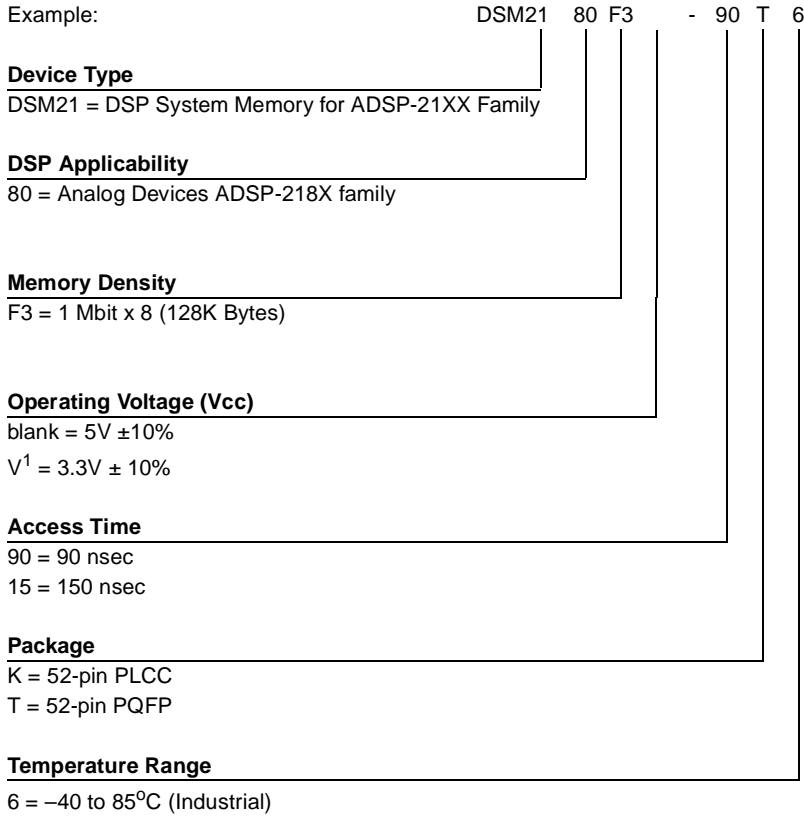 Example: DSM21 80 F3 - 90 T 6
Device Type
DSM21 = DSP System Memory for ADSP-21XX Family
DSP Applicability
80 = Analog Devices ADSP-218X family
Memory Density
F3 = 1 Mbit x 8 (128K Bytes)
Operating Voltage (Vcc)
blank = 5V ±10%
V1 = 3.3V ± 10%
Access Time
90 = 90 nsec
15 = 150 nsec
Package
K = 52-pin PLCC
T = 52-pin PQFP
Temperature Range
6 = –40 to 85oC (Industrial)